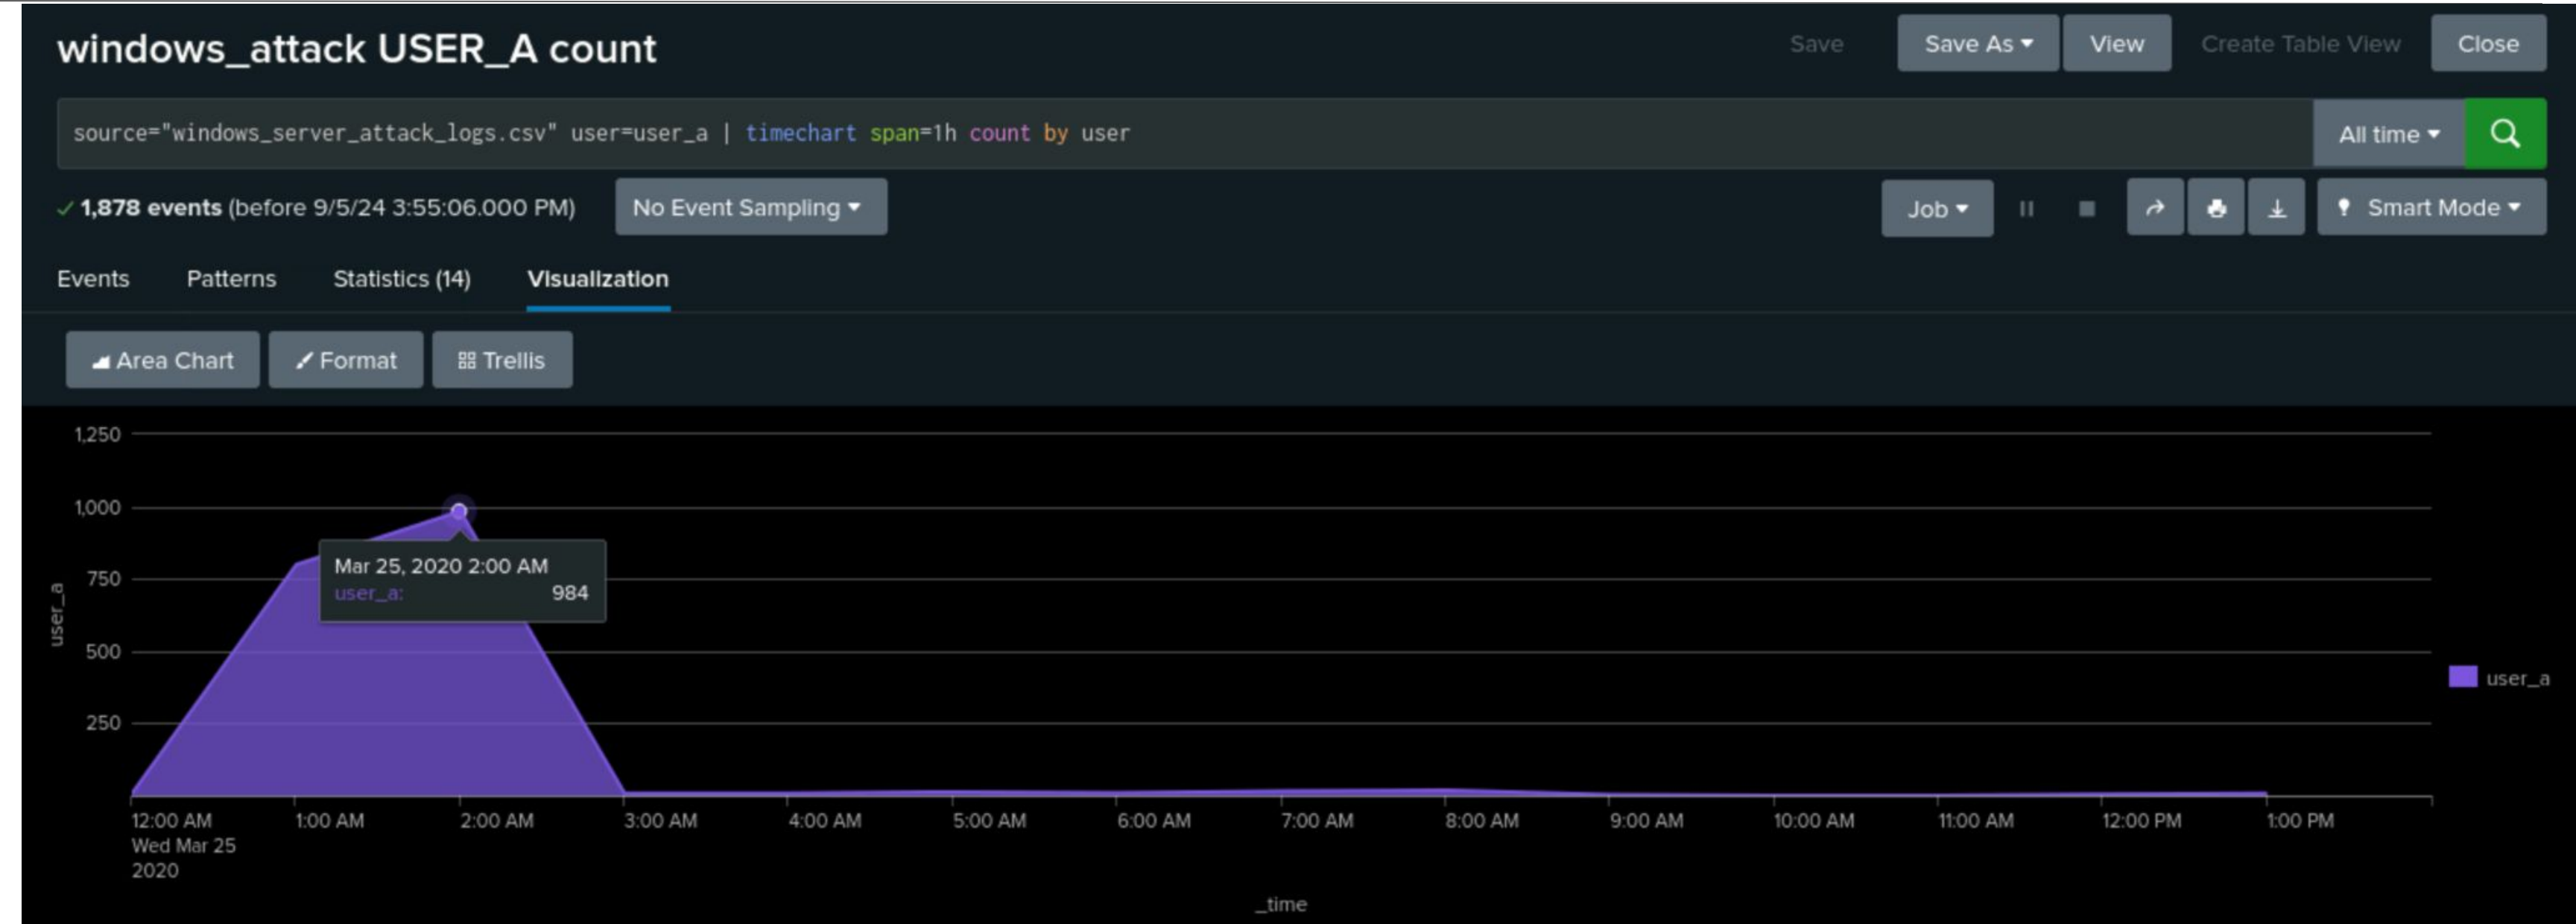 windows_attack USER_A count
Save
Save As
View
Create Table View
Close
source="windows_server_attack_logs.csv" user=user_a | timechart span=1h count by user
All time
1,878 events (before 9/5/24 3:55:06.000 PM)
No Event Sampling
Job
Smart Mode
Events
Patterns
Statistics (14)
Visualization
Area Chart
Format
Trellis
1,250
1,000
750
500
250
user_a
Mar 25, 2020 2:00 AM
user_a: 984
user_a
12:00 AM
Wed Mar 25
2020
1:00 AM
2:00 AM
3:00 AM
4:00 AM
5:00 AM
6:00 AM
7:00 AM
8:00 AM
9:00 AM
10:00 AM
11:00 AM
12:00 PM
1:00 PM
_time